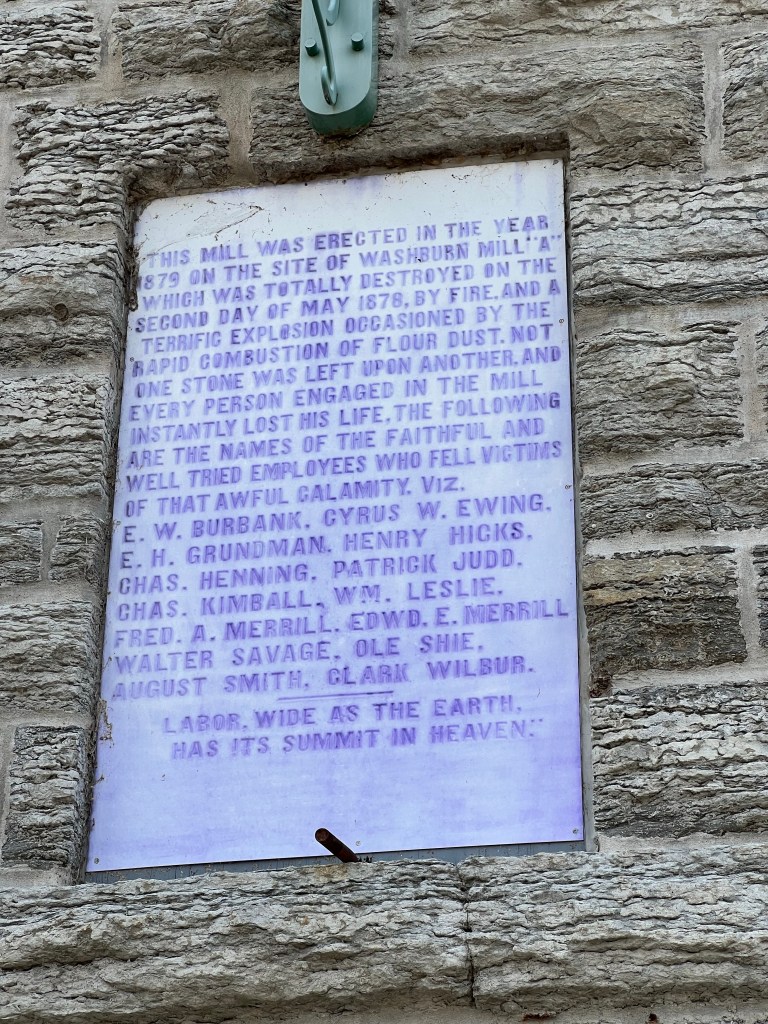 THIS MILL WAS ERECTED IN THE YEAR
1879 ON THE SITE OF WASHBURN MILL "A"
WHICH WAS TOTALLY DESTROYED ON THE
SECOND DAY OF MAY 1878, BY FIRE, AND A
TERRIFIC EXPLOSION OCCASIONED BY THE
RAPID COMBUSTION OF FLOUR DUST. NOT
ONE STONE WAS LEFT UPON ANOTHER, AND
EVERY PERSON ENGAGED IN THE MILL
INSTANTLY LOST HIS LIFE. THE FOLLOWING
ARE THE NAMES OF THE FAITHFUL AND
WELL TRIED EMPLOYEES WHO FELL VICTIMS
OF THAT AWFUL CALAMITY. Viz.
E. W. BURBANK, CYRUS W. EWING,
E. H. GRUNDMAN, HENRY HICKS,
CHAS. HENNING, PATRICK JUDD,
CHAS. KIMBALL, WM. LESLIE,
FRED. A. MERRILL, EDWD. E. MERRILL
WALTER SAVAGE, OLE SHIE,
AUGUST SMITH, CLARK WILBUR.
LABOR, WIDE AS THE EARTH,
HAS ITS SUMMIT IN HEAVEN."